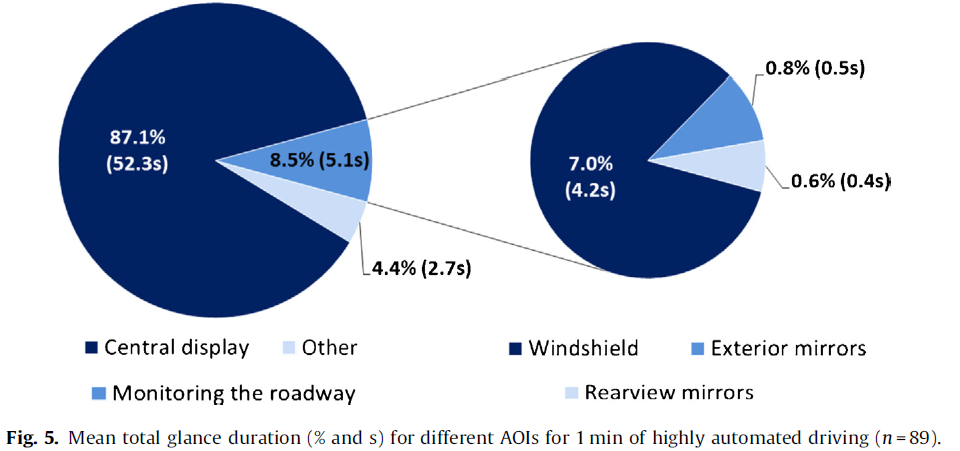 87.1%
(52.3s)
8.5% (5.1s)
4.4% (2.7s)
0.8% (0.5s)
7.0%
(4.2s)
0.6% (0.4s)
Central display
Other
Monitoring the roadway
Windshield
Exterior mirrors
Rearview mirrors
Fig. 5. Mean total glance duration (% and s) for different AOIs for 1 min of highly automated driving (n = 89).